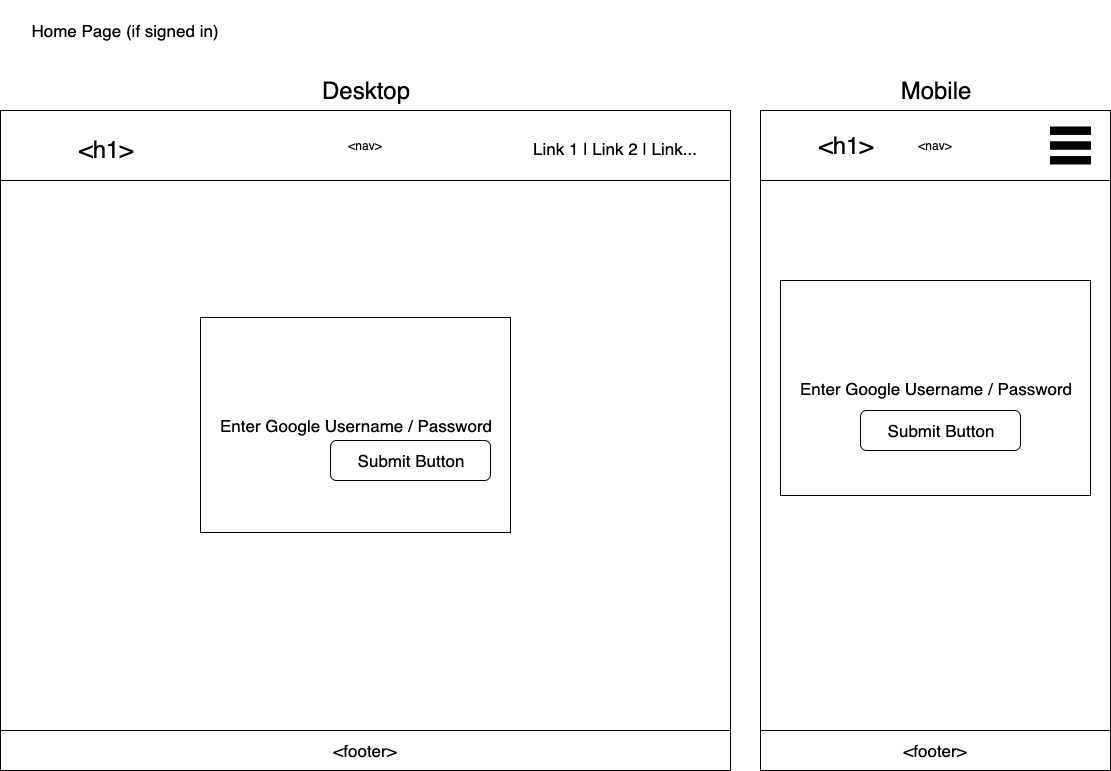 Home Page (if signed in)
Desktop
<h1>
<nav>
Link 1 | Link 2 | Link...
Enter Google Username / Password
Submit Button
<footer>
Mobile
<h1>
<nav>
Enter Google Username / Password
Submit Button
<footer>